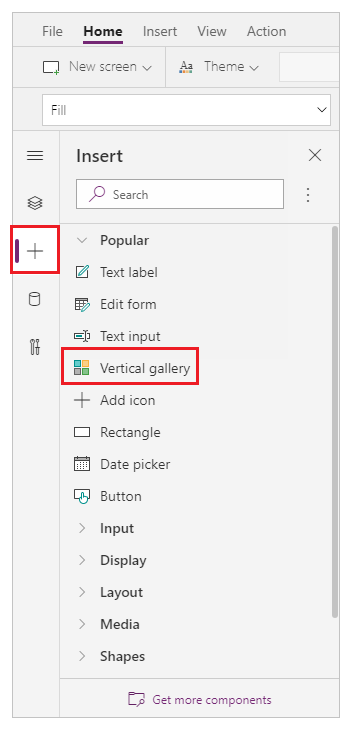 File Home Insert View Action
New screen Theme
Fill
Insert
Search
Popular
Text label
Edit form
Text input
Vertical gallery
Add icon
Rectangle
Date picker
Button
Input
Display
Layout
Media
Shapes
Get more components